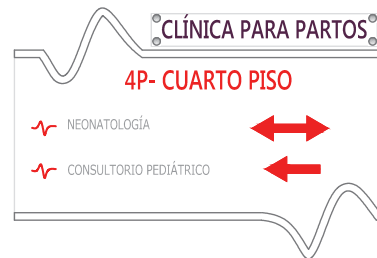 CLÍNICA PARA PARTOS
4P- CUARTO PISO
NEONATOLOGÍA
CONSULTORIO PEDIÁTRICO